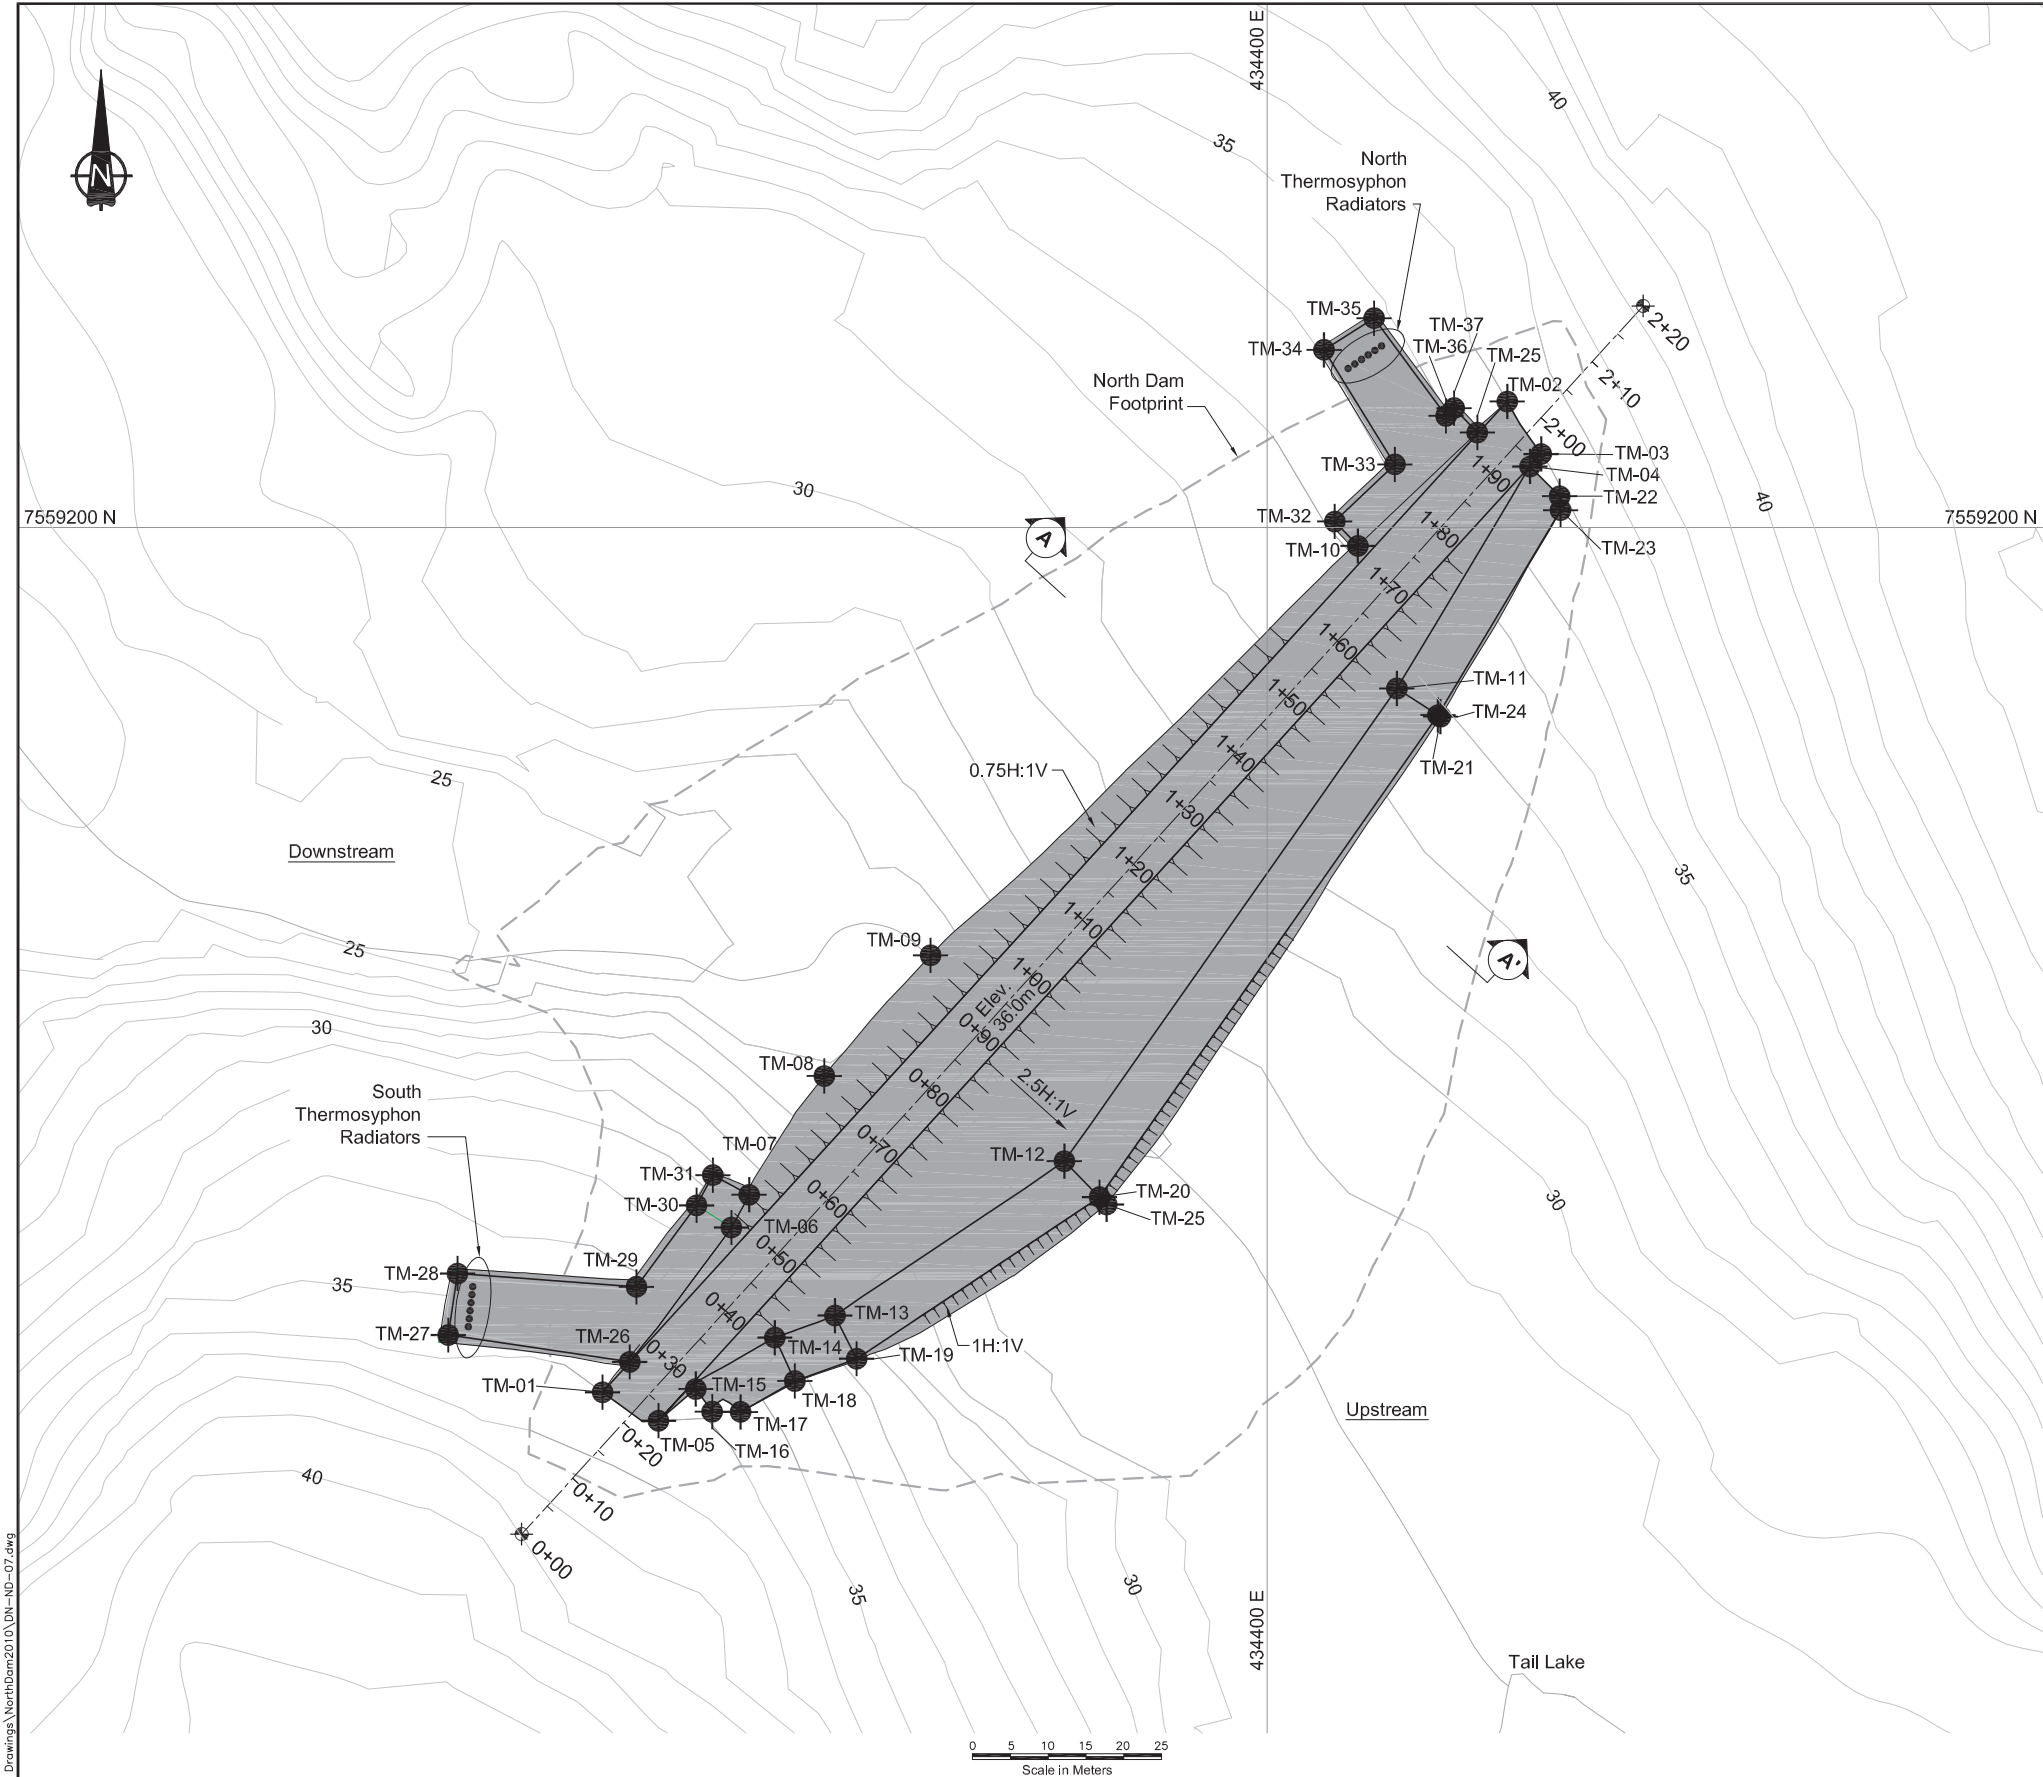 434400 E
40
35
North
Thermosyphon
Radiators
N
TM-35
TM-37
TM-36
TM-25
TM-34
TM-02
2+20
2+10
2+00
North Dam
Footprint
TM-33
TM-03
TM-04
1+90
TM-22
40
30
7559200 N
7559200 N
TM-32
A
1+80
TM-10
TM-23
1+70
1+60
TM-11
1+50
TM-24
1+40
TM-21
0.75H:1V
25
1+30
Downstream
1+20
35
1+10
TM-09
25
A'
1+00
Elev.
36.0m
30
0+90
TM-08
2.5H:1V
0+80
South
Thermosyphon
Radiators
0+70
TM-07
TM-12
TM-31
TM-20
30
TM-30
0+60
TM-25
TM-06
0+50
TM-29
TM-28
35
0+40
TM-13
TM-27
TM-26
TM-14
1H:1V
0+30
TM-19
TM-01
TM-15
TM-18
Upstream
TM-17
0+20
TM-05
TM-16
40
0+10
0+00
35
30
434400 E
Tail Lake
0 5 10 15 20 25
Scale in Meters
Drawings\NorthDam2010\DN-ND-07.dwg